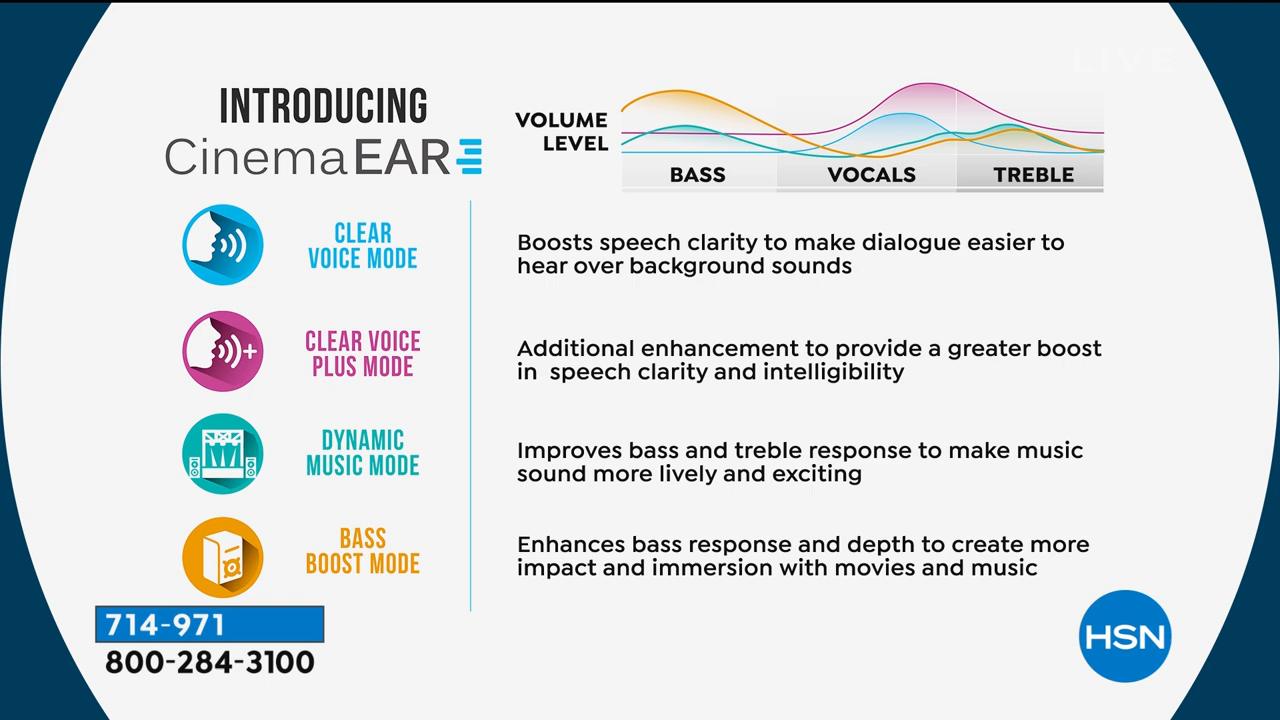 LIVE
INTRODUCING
CinemaEAR
VOLUME
LEVEL
BASS
VOCALS
TREBLE
CLEAR
VOICE MODE
Boosts speech clarity to make dialogue easier to
hear over background sounds
CLEAR VOICE
PLUS MODE
Additional enhancement to provide a greater boost
in speech clarity and intelligibility
DYNAMIC
MUSIC MODE
Improves bass and treble response to make music
sound more lively and exciting
BASS
BOOST MODE
Enhances bass response and depth to create more
impact and immersion with movies and music
714-971
800-284-3100
HSN